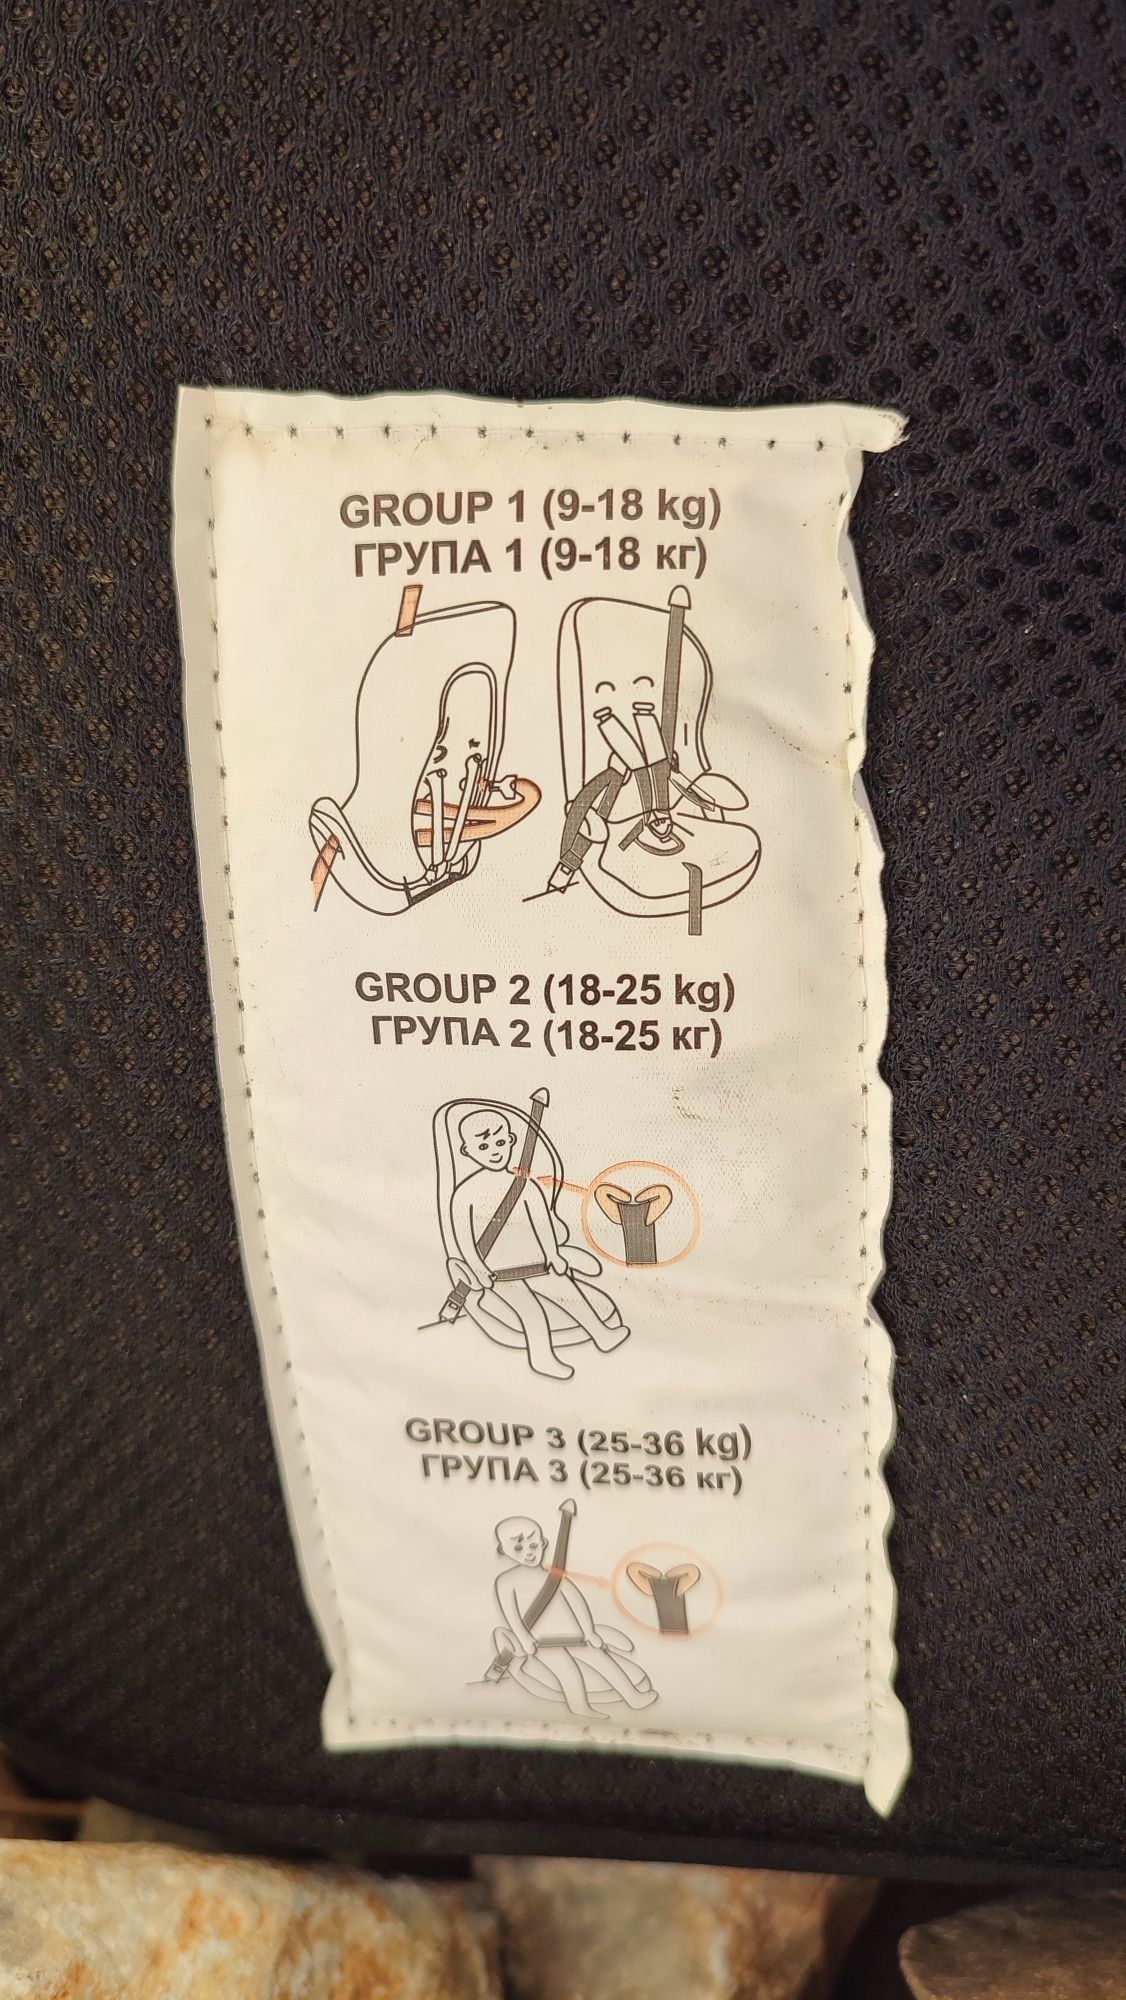 GROUP 1 (9-18 kg)
ГРУПА 1 (9-18 кг)
GROUP 2 (18-25 kg)
ГРУПА 2 (18-25 кг)
GROUP 3 (25-36 kg)
ГРУПА 3 (25-36 кг)